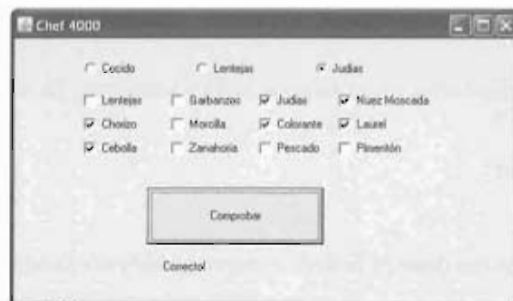 Chef 4000
Cocido Lentejas Judias
Lentejas Garbanzos Judias Nuez Moscada
Chorizo Morcilla Colorante Laurel
Cebolla Zanahoria Pescado Pimentón
Comprobar
Correcto!